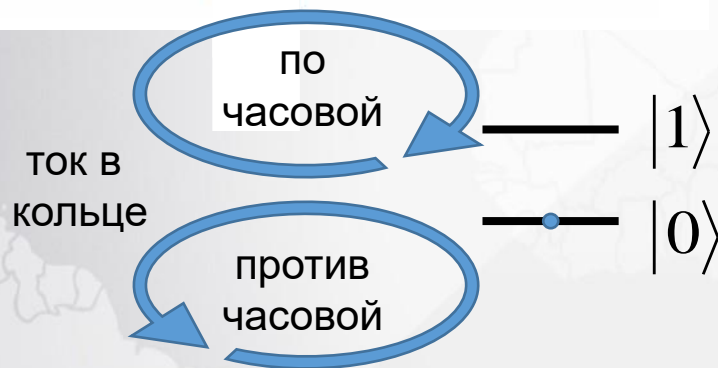 по
часовой
|1⟩
ток в
кольце
|0⟩
против
часовой